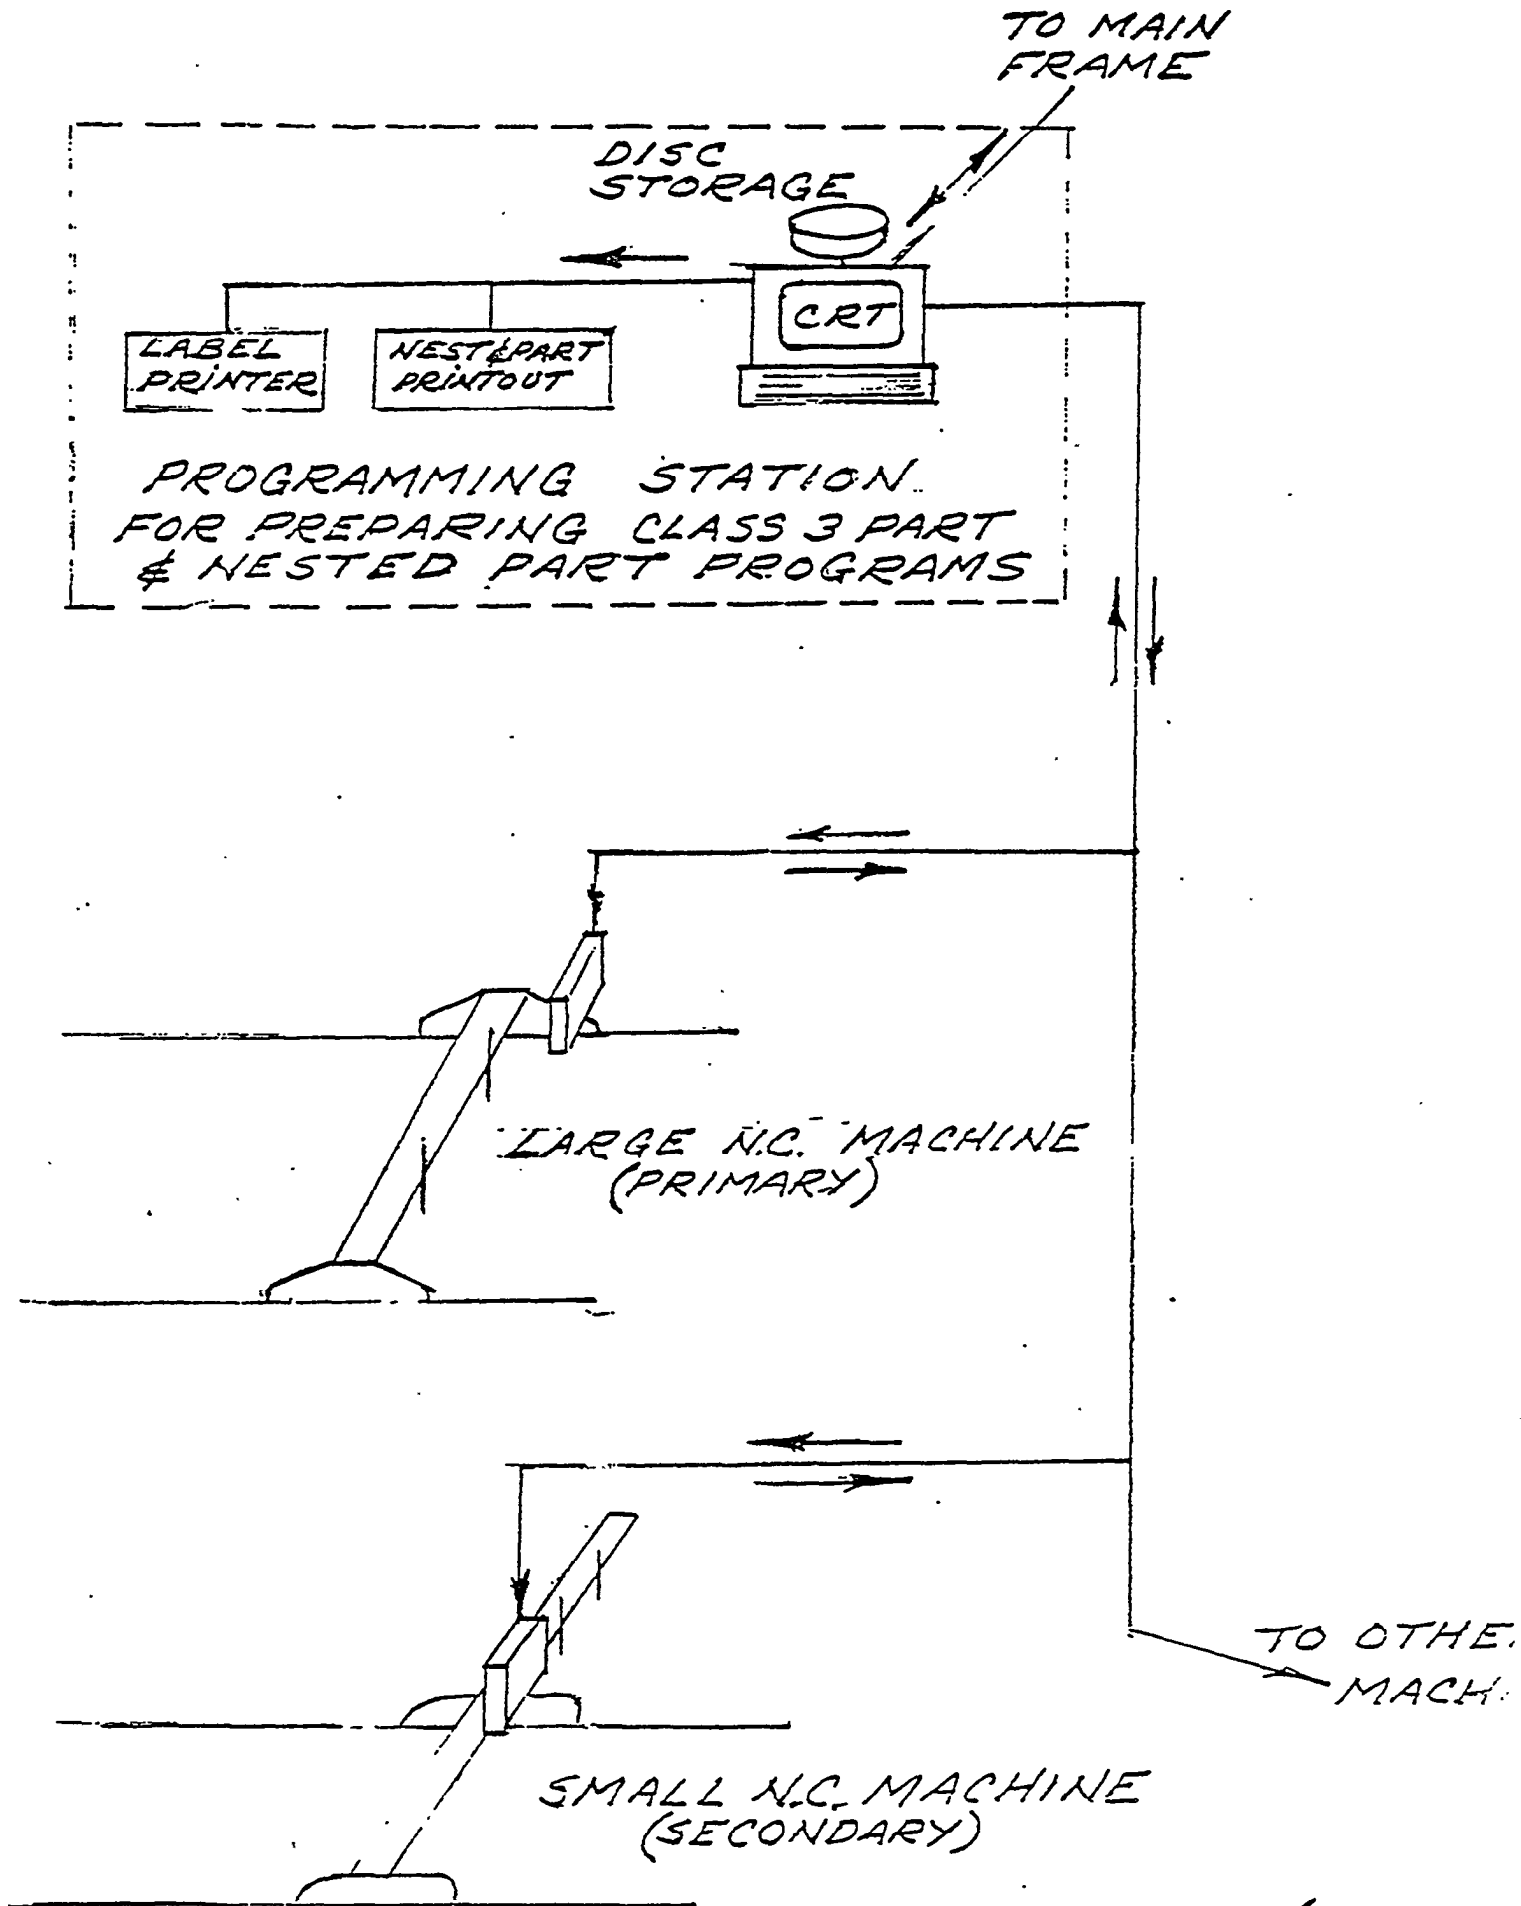 TO MAIN
FRAME
DISC
STORAGE
CRT
LABEL
PRINTER
NEST & PART
PRINTOUT
PROGRAMMING STATION
FOR PREPARING CLASS 3 PART
& NESTED PART PROGRAMS
LARGE N.C. MACHINE
(PRIMARY)
TO OTHE
MACH
SMALL N.C. MACHINE
(SECONDARY)